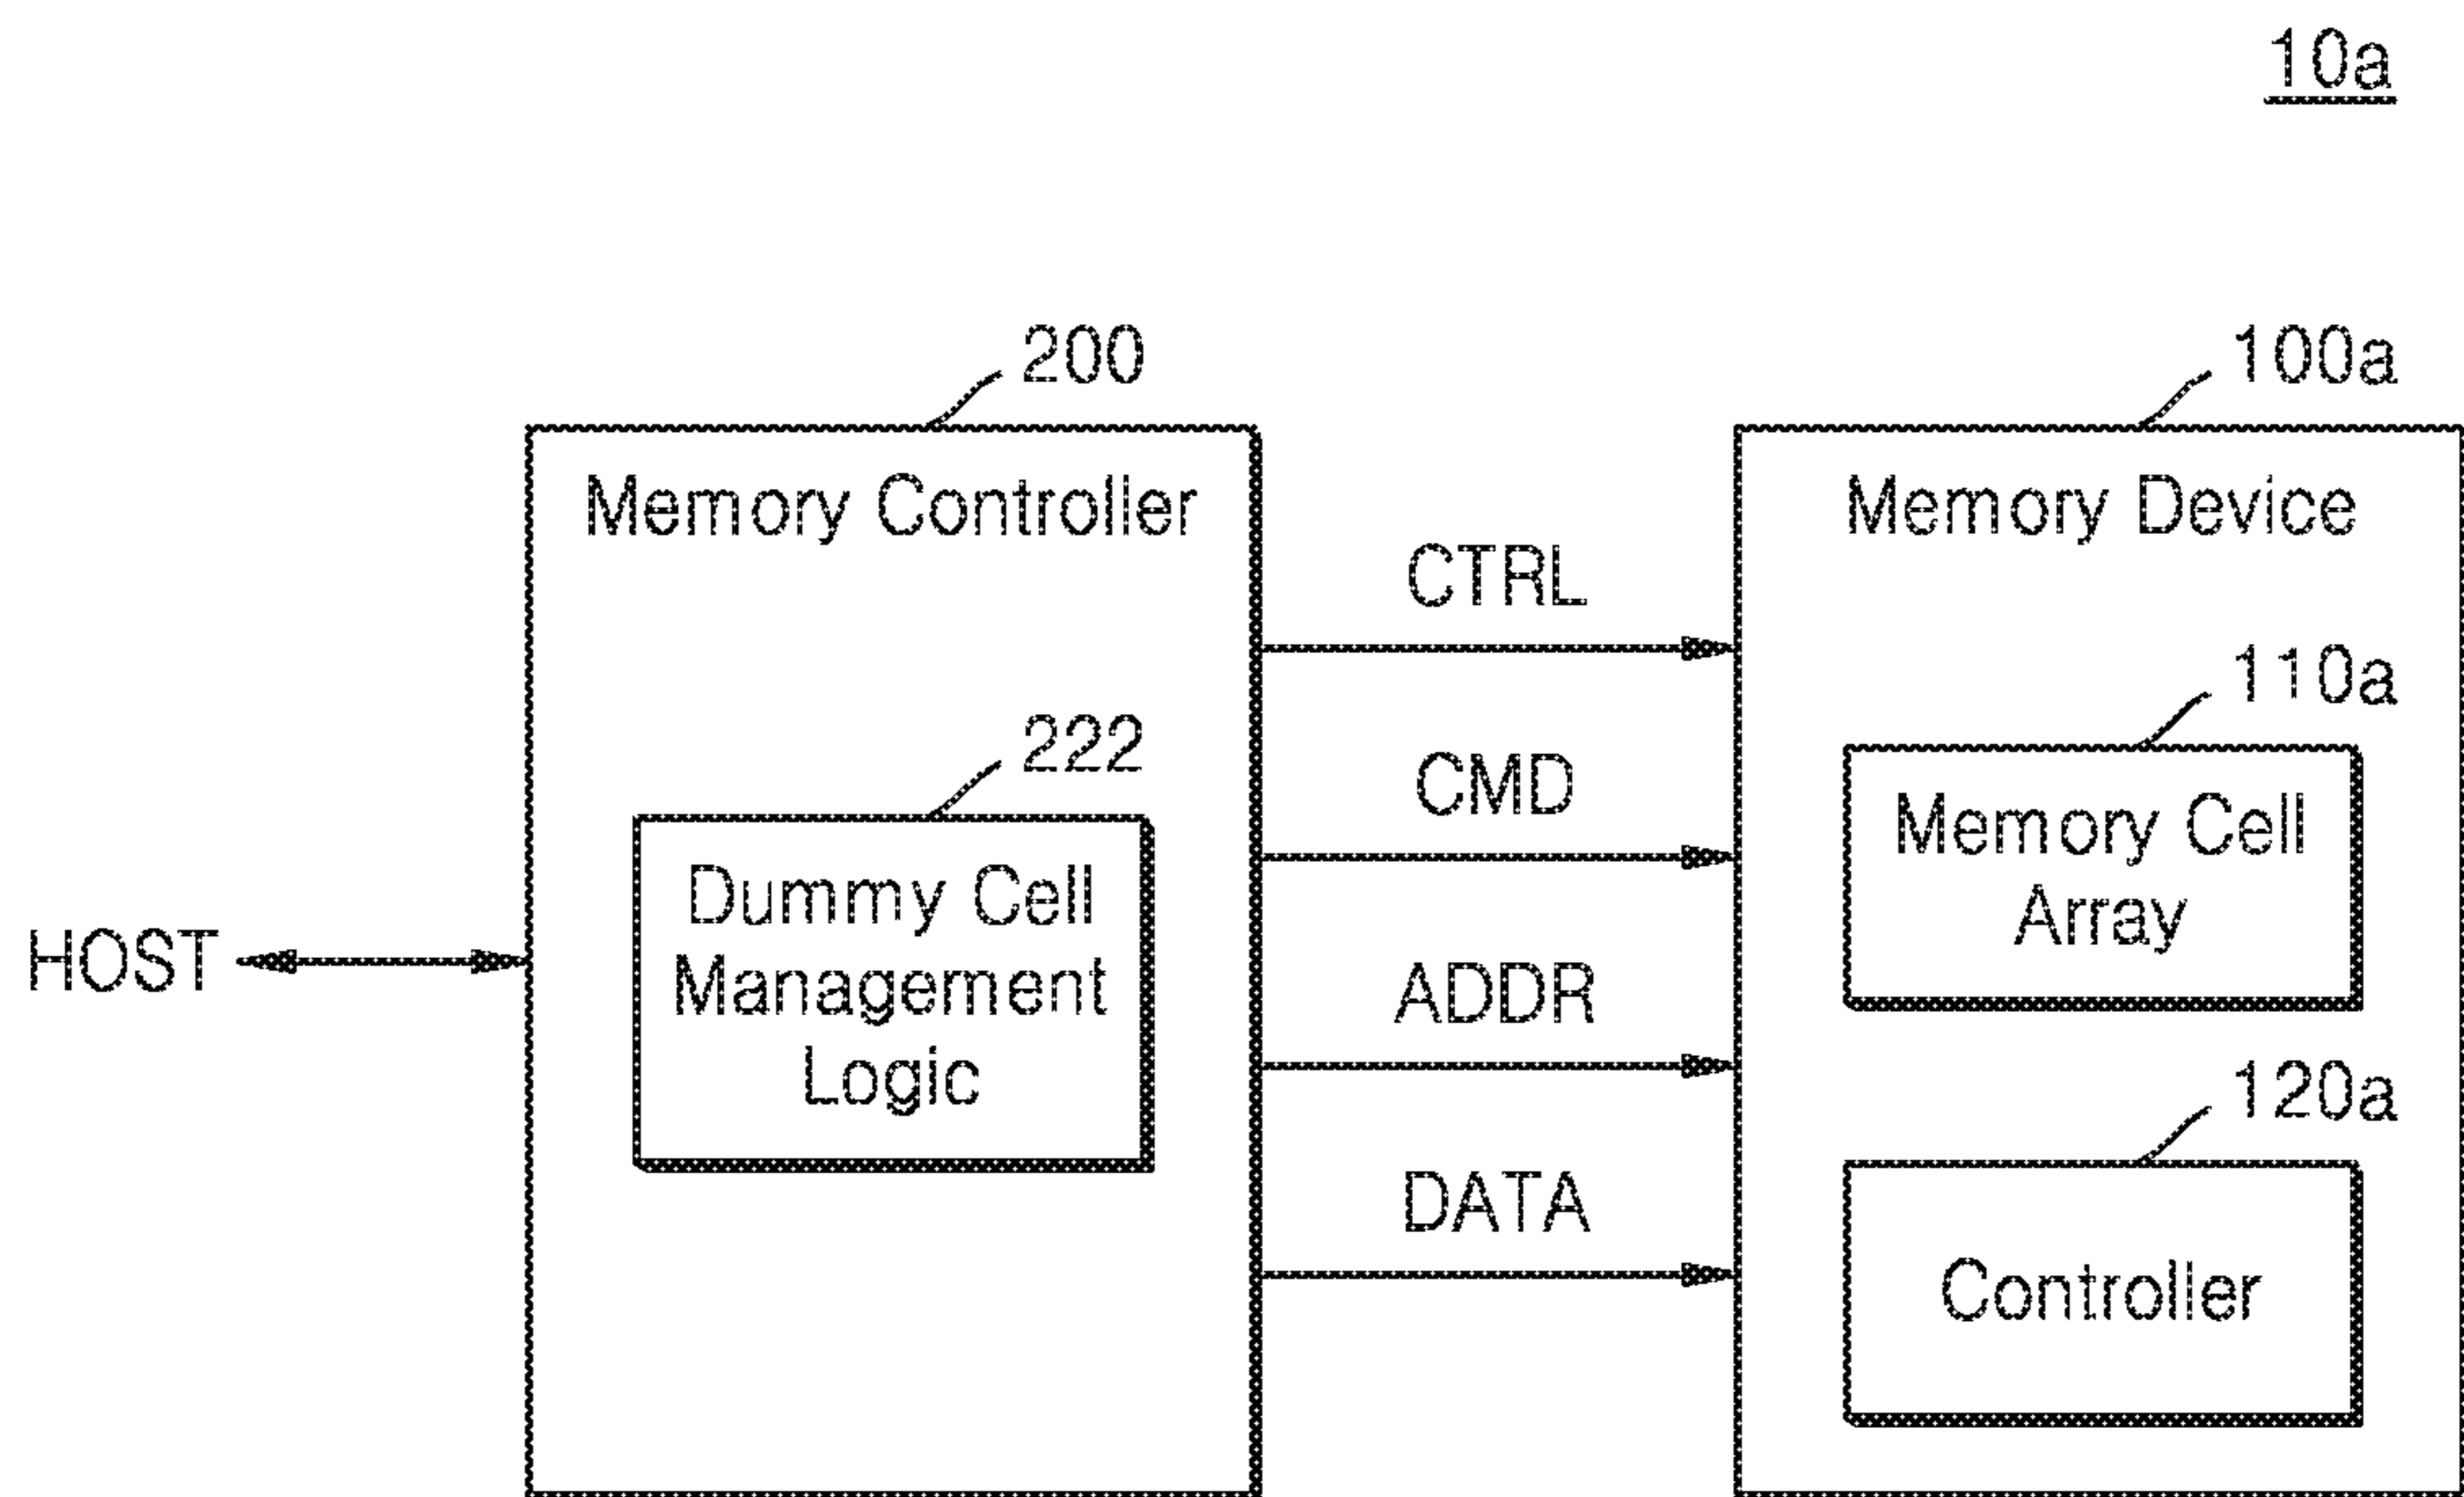 10a
200
100a
Memory Controller
Memory Device
CTRL
110a
222
CMD
Memory Cell
Array
Dummy Cell
Management
Logic
HOST
ADDR
120a
DATA
Controller